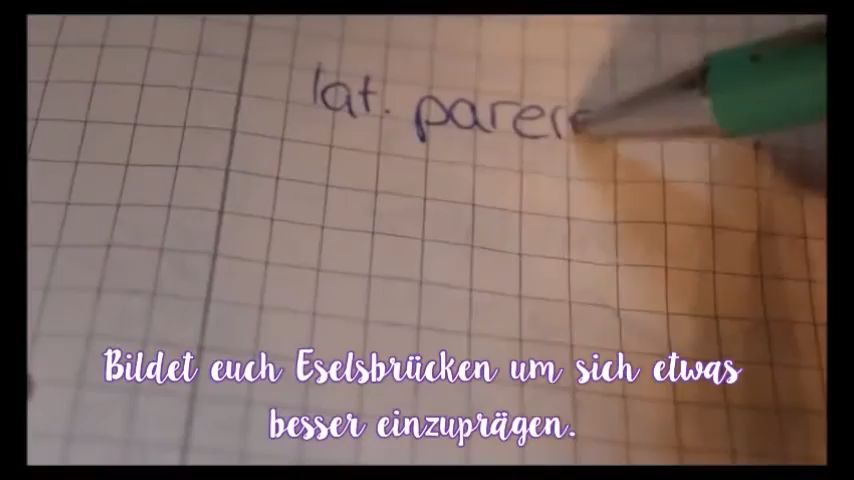 lat. parere
Bildet euch Eselsbrücken um sich etwas
besser einzuprägen.